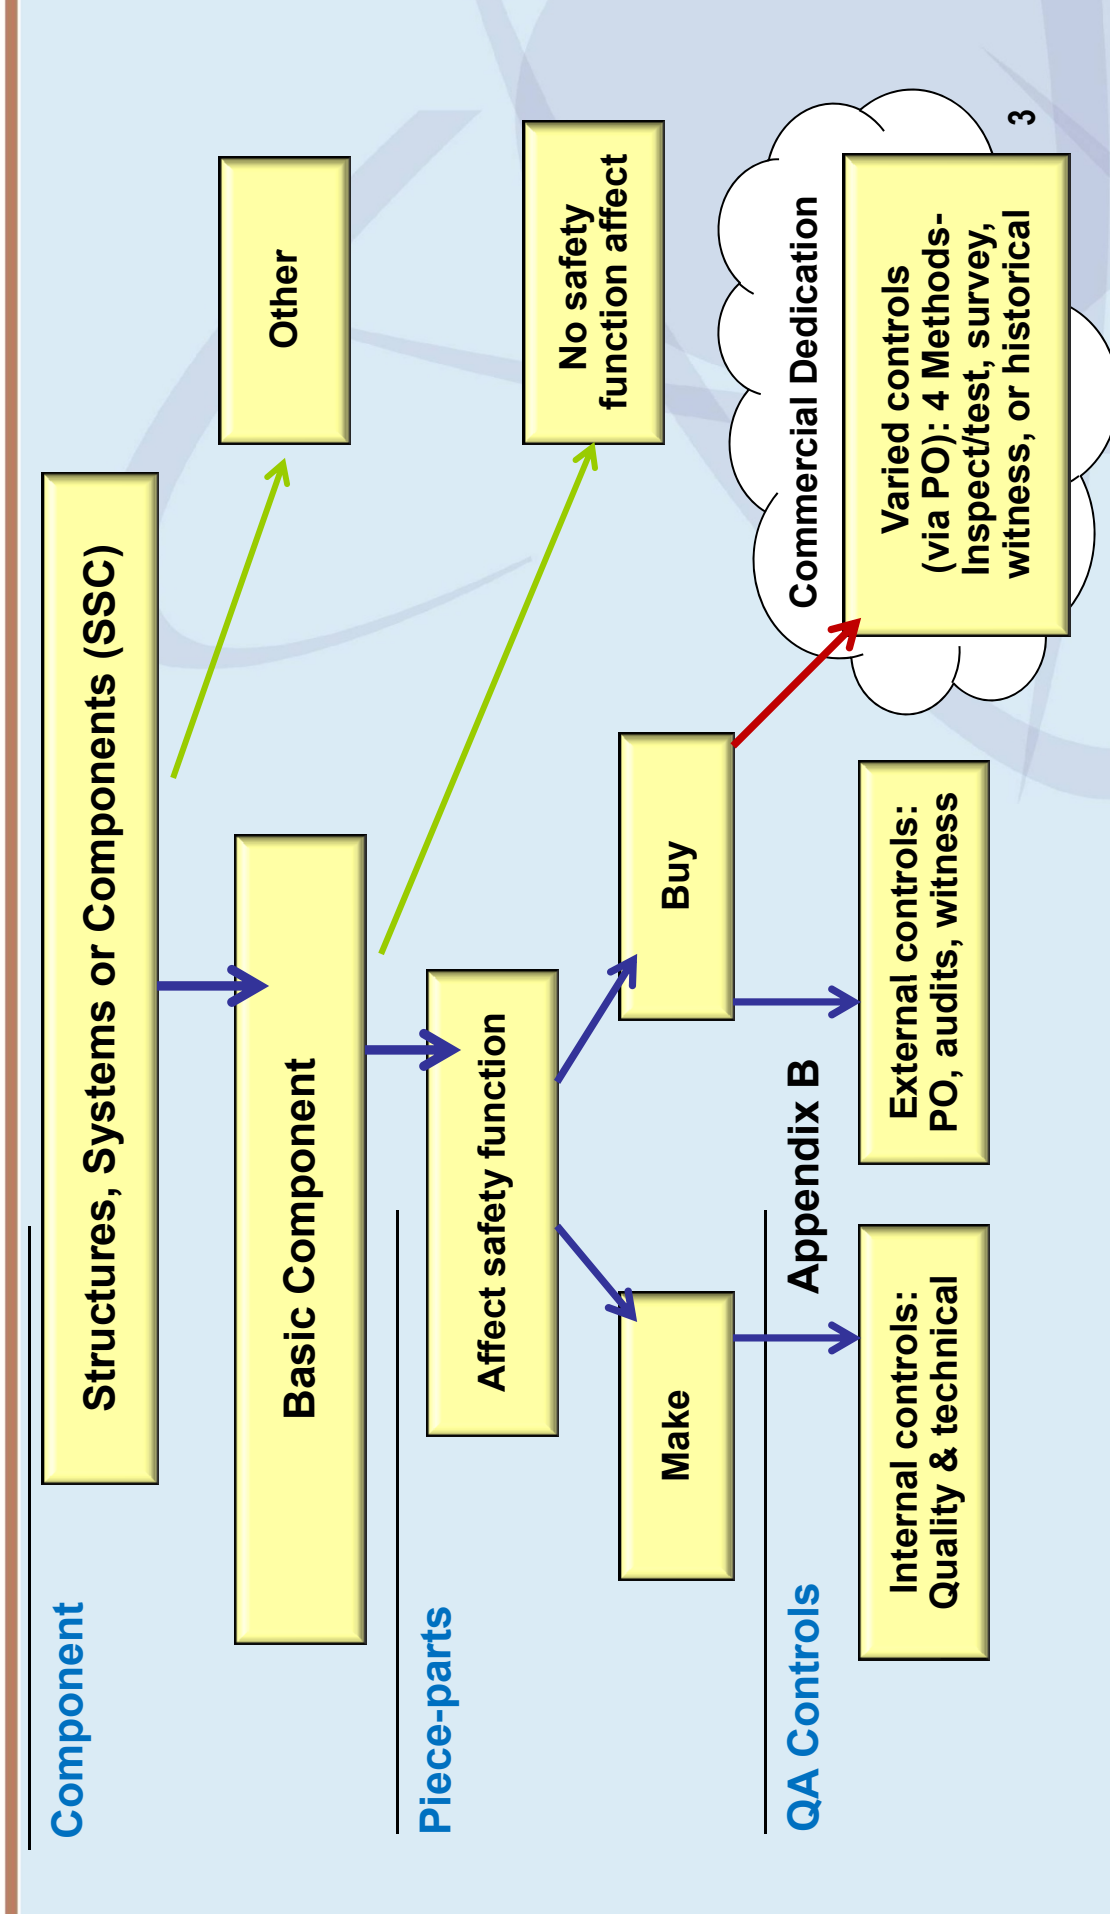 Component
Structures, Systems or Components (SSC)
Basic Component
Other
Piece-parts
Affect safety function
No safety
function affect
Make
Buy
QA Controls
Appendix B
Commercial Dedication
Internal controls:
Quality & technical
External controls:
PO, audits, witness
Varied controls
(via PO): 4 Methods-
Inspect/test, survey,
witness, or historical
3